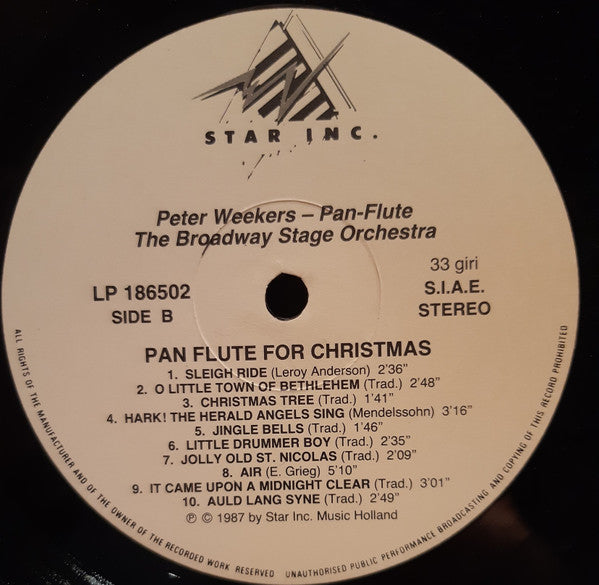 STAR INC.
Peter Weekers – Pan-Flute
The Broadway Stage Orchestra
33 giri
LP 186502
S.I.A.E.
SIDE B
STEREO
PAN FLUTE FOR CHRISTMAS
1. SLEIGH RIDE (Leroy Anderson) 2'36"
2. O LITTLE TOWN OF BETHLEHEM (Trad.) 2'48"
3. CHRISTMAS TREE (Trad.) 1'41"
4. HARK! THE HERALD ANGELS SING (Mendelssohn) 3'16"
5. JINGLE BELLS (Trad.) 1'46"
6. LITTLE DRUMMER BOY (Trad.) 2'35"
7. JOLLY OLD ST. NICOLAS (Trad.) 2'09"
8. AIR (E. Grieg) 5'10"
9. IT CAME UPON A MIDNIGHT CLEAR (Trad.) 3'01"
10. AULD LANG SYNE (Trad.) 2'49"
℗ © 1987 by Star Inc. Music Holland
ALL RIGHTS OF THE MANUFACTURER AND OF THE OWNER OF THE RECORDED WORK RESERVED UNAUTHORISED PUBLIC PERFORMANCE BROADCASTING AND COPYING OF THIS RECORD PROHIBITED